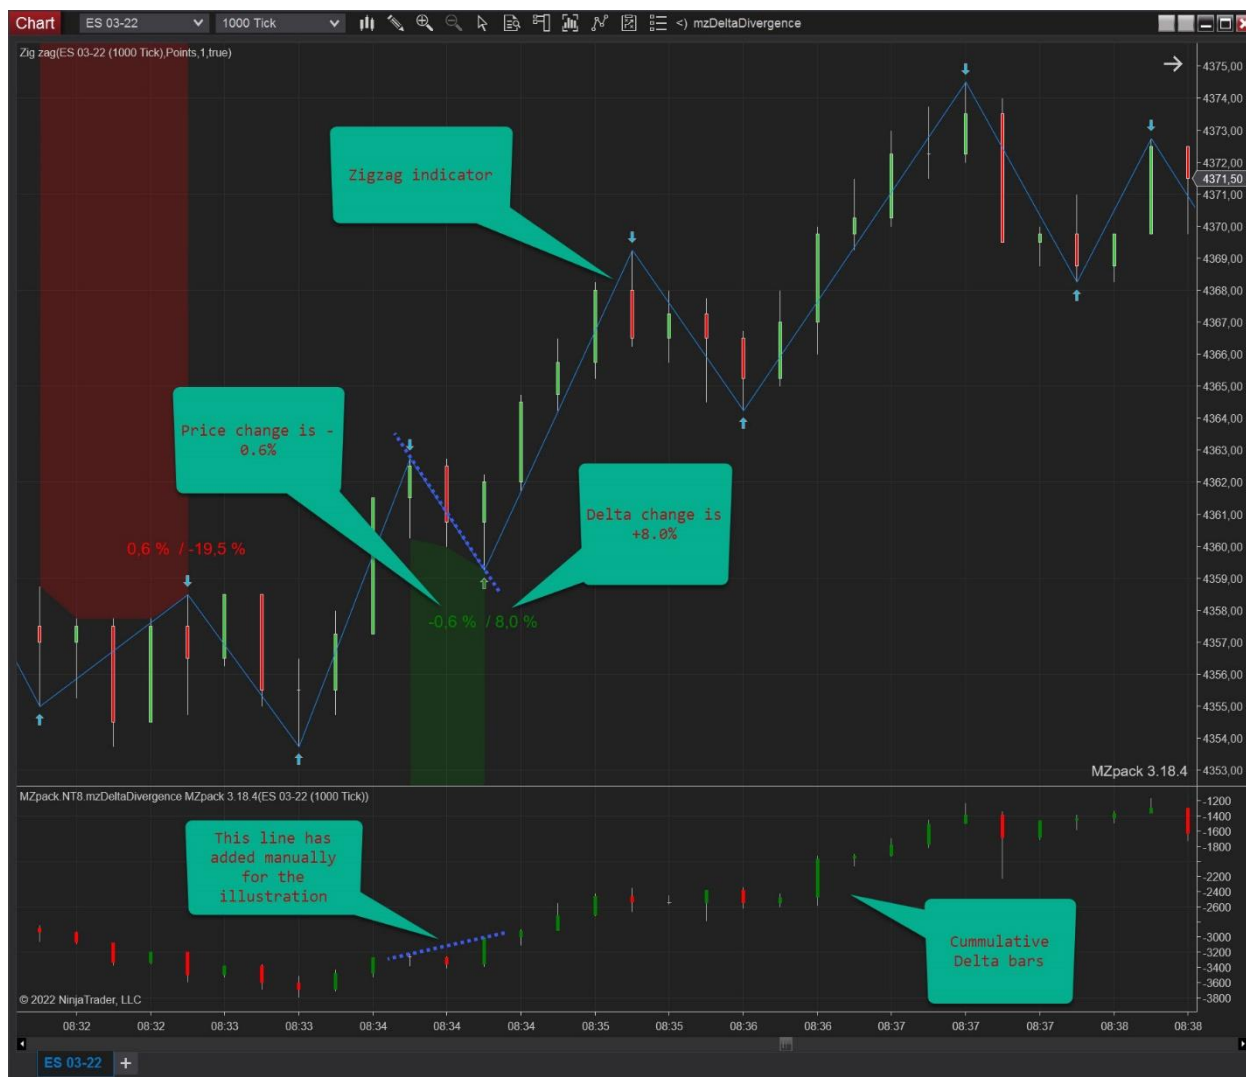 Chart ES 03-22 1000 Tick <) mzDeltaDivergence
Zig zag(ES 03-22 (1000 Tick),Points,1,true)
4375,00
4374,00
4373,00
4372,00
4371,50
4371,00
4370,00
4369,00
4368,00
4367,00
4366,00
4365,00
4364,00
4363,00
4362,00
4361,00
4360,00
4359,00
4358,00
4357,00
4356,00
4355,00
4354,00
4353,00
Zigzag indicator
Price change is -
0.6%
Delta change is
+8.0%
0,6 % / -19,5 %
-0,6 % / 8,0 %
MZpack 3.18.4
MZpack.NT8.mzDeltaDivergence MZpack 3.18.4(ES 03-22 (1000 Tick))
-1200
-1400
-1600
-1800
-2200
-2400
-2600
-3000
-3200
-3400
-3600
-3800
This line has
added manually
for the
illustration
Cummulative
Delta bars
© 2022 NinjaTrader, LLC
08:32 08:32 08:33 08:33 08:34 08:34 08:34 08:35 08:35 08:36 08:36 08:37 08:37 08:37 08:38 08:38
ES 03-22 +